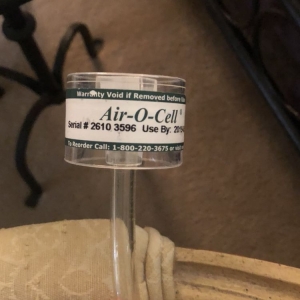 Warranty Void if Removed before
Air-O-Cell
Serial # 2610 3596 Use By:
To Reorder Call: 1-800-220-3675 or